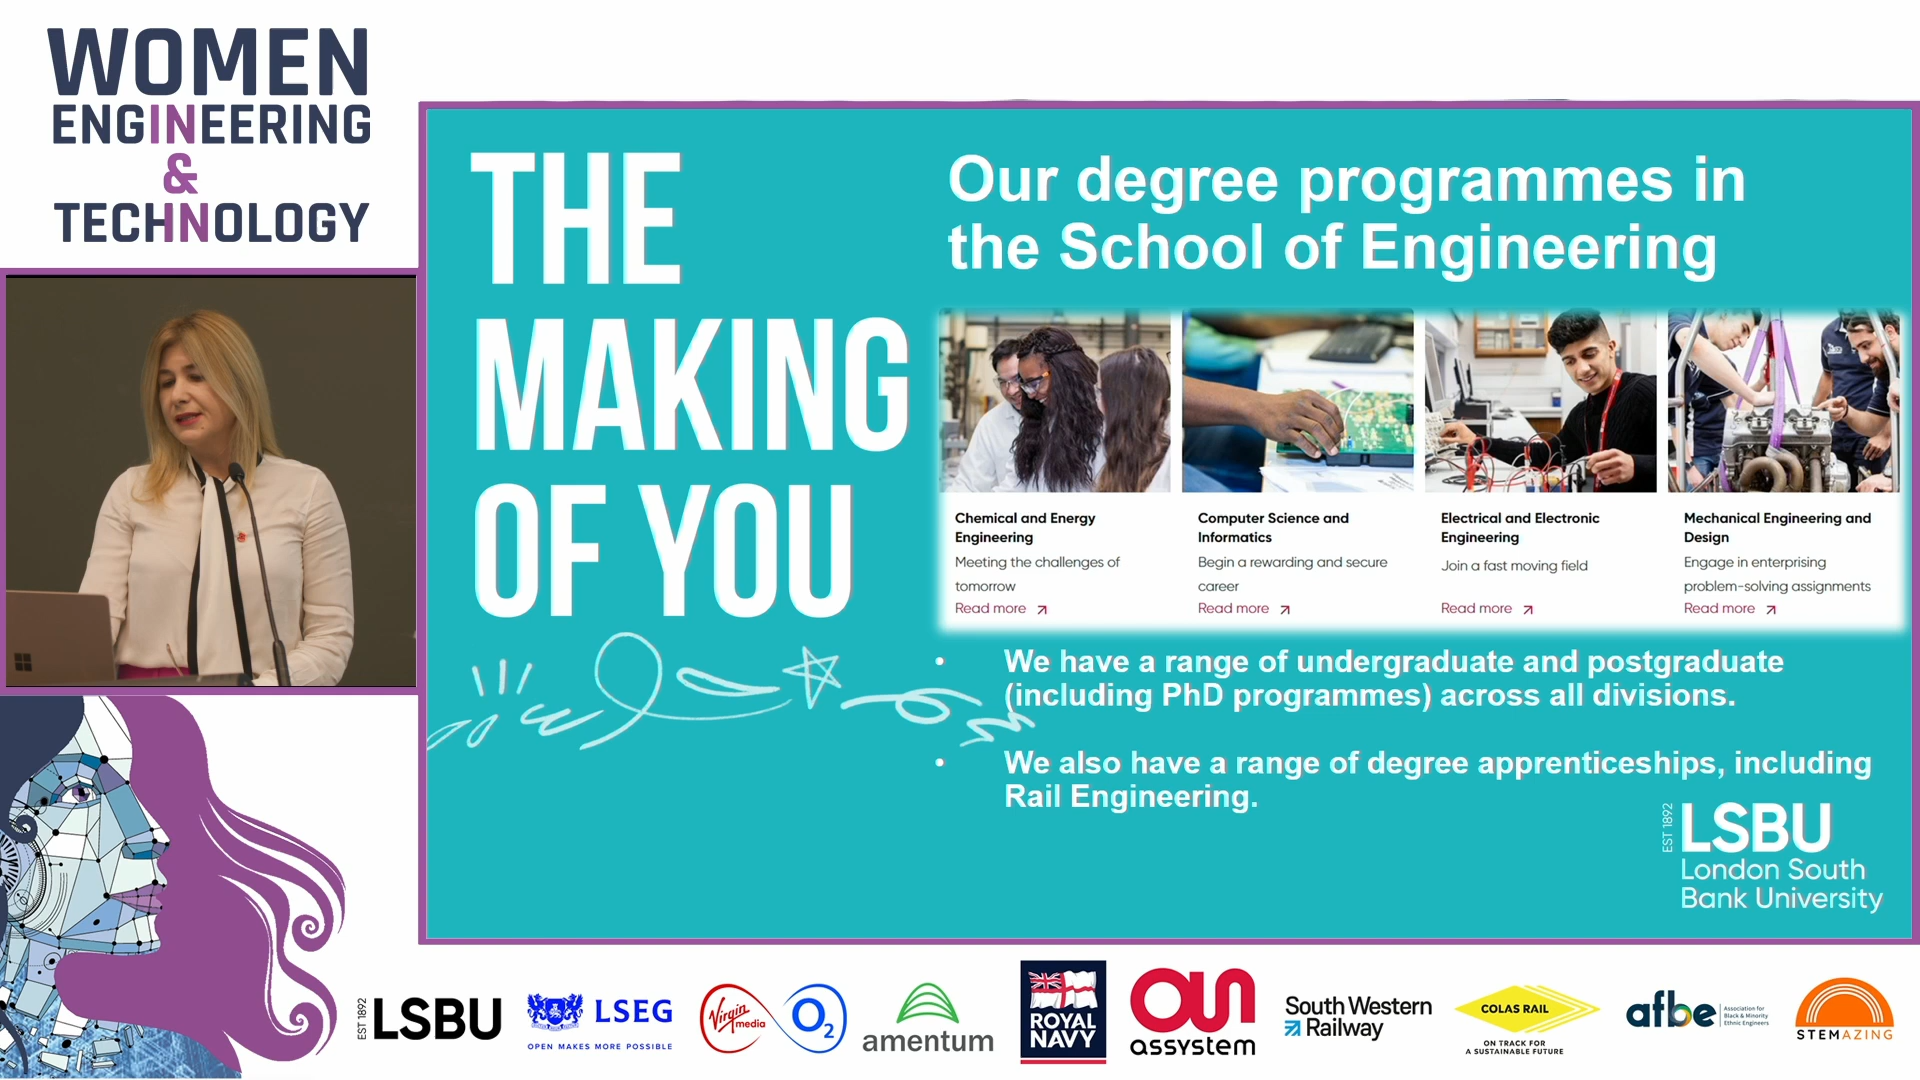 WOMEN
ENGINEERING
&
TECHNOLOGY
THE
MAKING
OF YOU
Our degree programmes in
the School of Engineering
Chemical and Energy
Engineering
Meeting the challenges of
tomorrow
Read more
Computer Science and
Informatics
Begin a rewarding and secure
career
Read more
Electrical and Electronic
Engineering
Join a fast moving field
Read more
Mechanical Engineering and
Design
Engage in enterprising
problem-solving assignments
Read more
• We have a range of undergraduate and postgraduate
(including PhD programmes) across all divisions.
• We also have a range of degree apprenticeships, including
Rail Engineering.
EST 1892
LSBU
London South
Bank University
EST 1892
LSBU
LSEG
OPEN MAKES MORE POSSIBLE
Virgin
media
O2
amentum
ROYAL
NAVY
assystem
South Western
Railway
COLAS RAIL
ON TRACK FOR
A SUSTAINABLE FUTURE
afbe
Association for
Black & Minority
Ethnic Engineers
STEMAZING